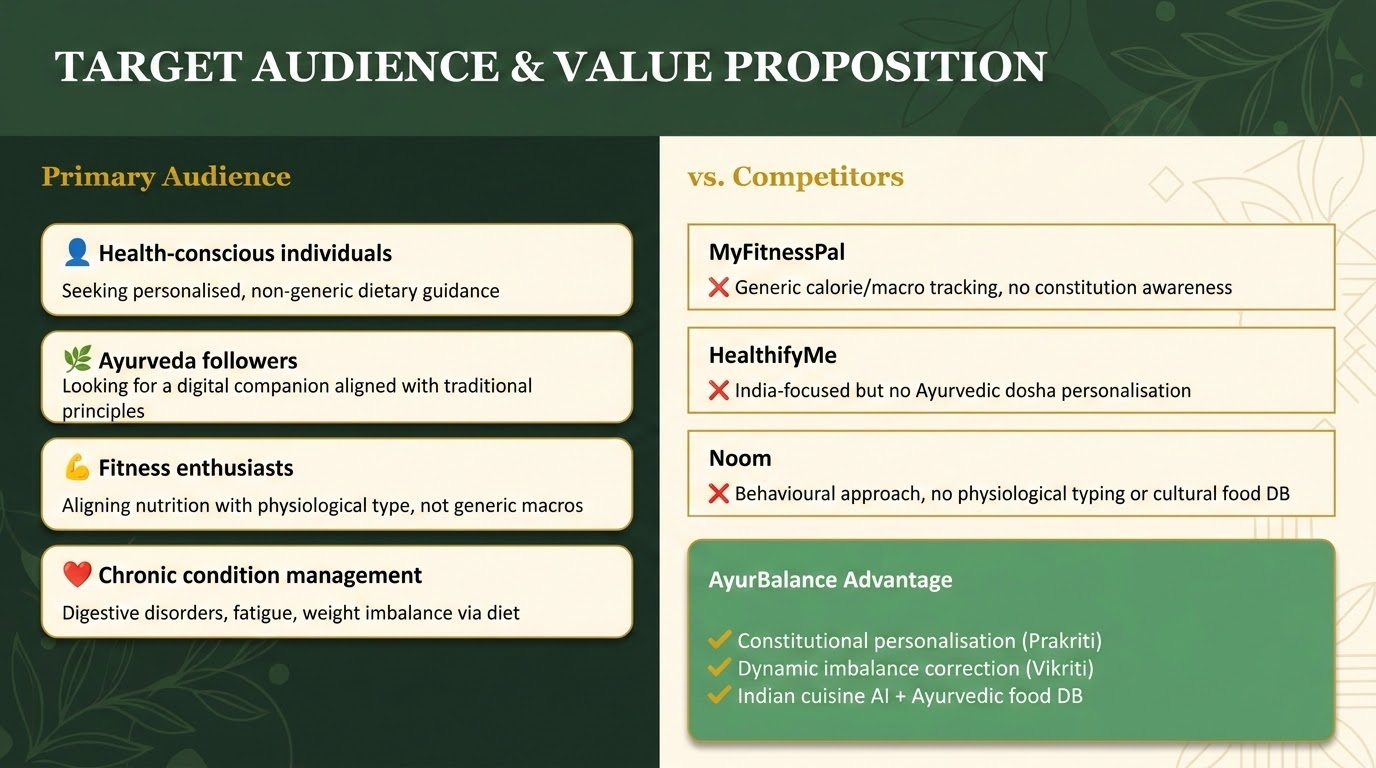 TARGET AUDIENCE & VALUE PROPOSITION
Primary Audience
👤 Health-conscious individuals
Seeking personalised, non-generic dietary guidance
🌿 Ayurveda followers
Looking for a digital companion aligned with traditional
principles
💪 Fitness enthusiasts
Aligning nutrition with physiological type, not generic macros
❤️ Chronic condition management
Digestive disorders, fatigue, weight imbalance via diet
vs. Competitors
MyFitnessPal
❌ Generic calorie/macro tracking, no constitution awareness
HealthifyMe
❌ India-focused but no Ayurvedic dosha personalisation
Noom
❌ Behavioural approach, no physiological typing or cultural food DB
AyurBalance Advantage
✔ Constitutional personalisation (Prakriti)
✔ Dynamic imbalance correction (Vikriti)
✔ Indian cuisine AI + Ayurvedic food DB